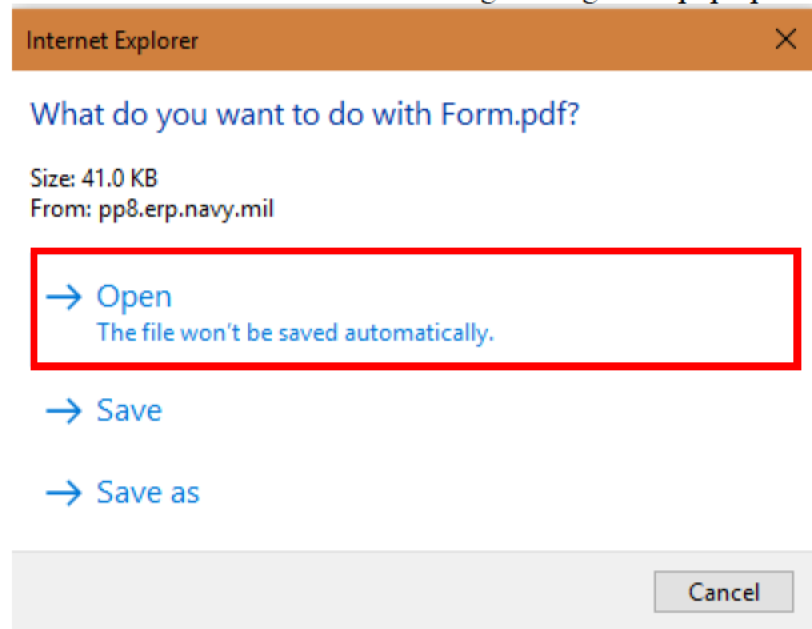 Internet Explorer
What do you want to do with Form.pdf?
Size: 41.0 KB
From: pp8.erp.navy.mil
→ Open
The file won't be saved automatically.
→ Save
→ Save as
Cancel